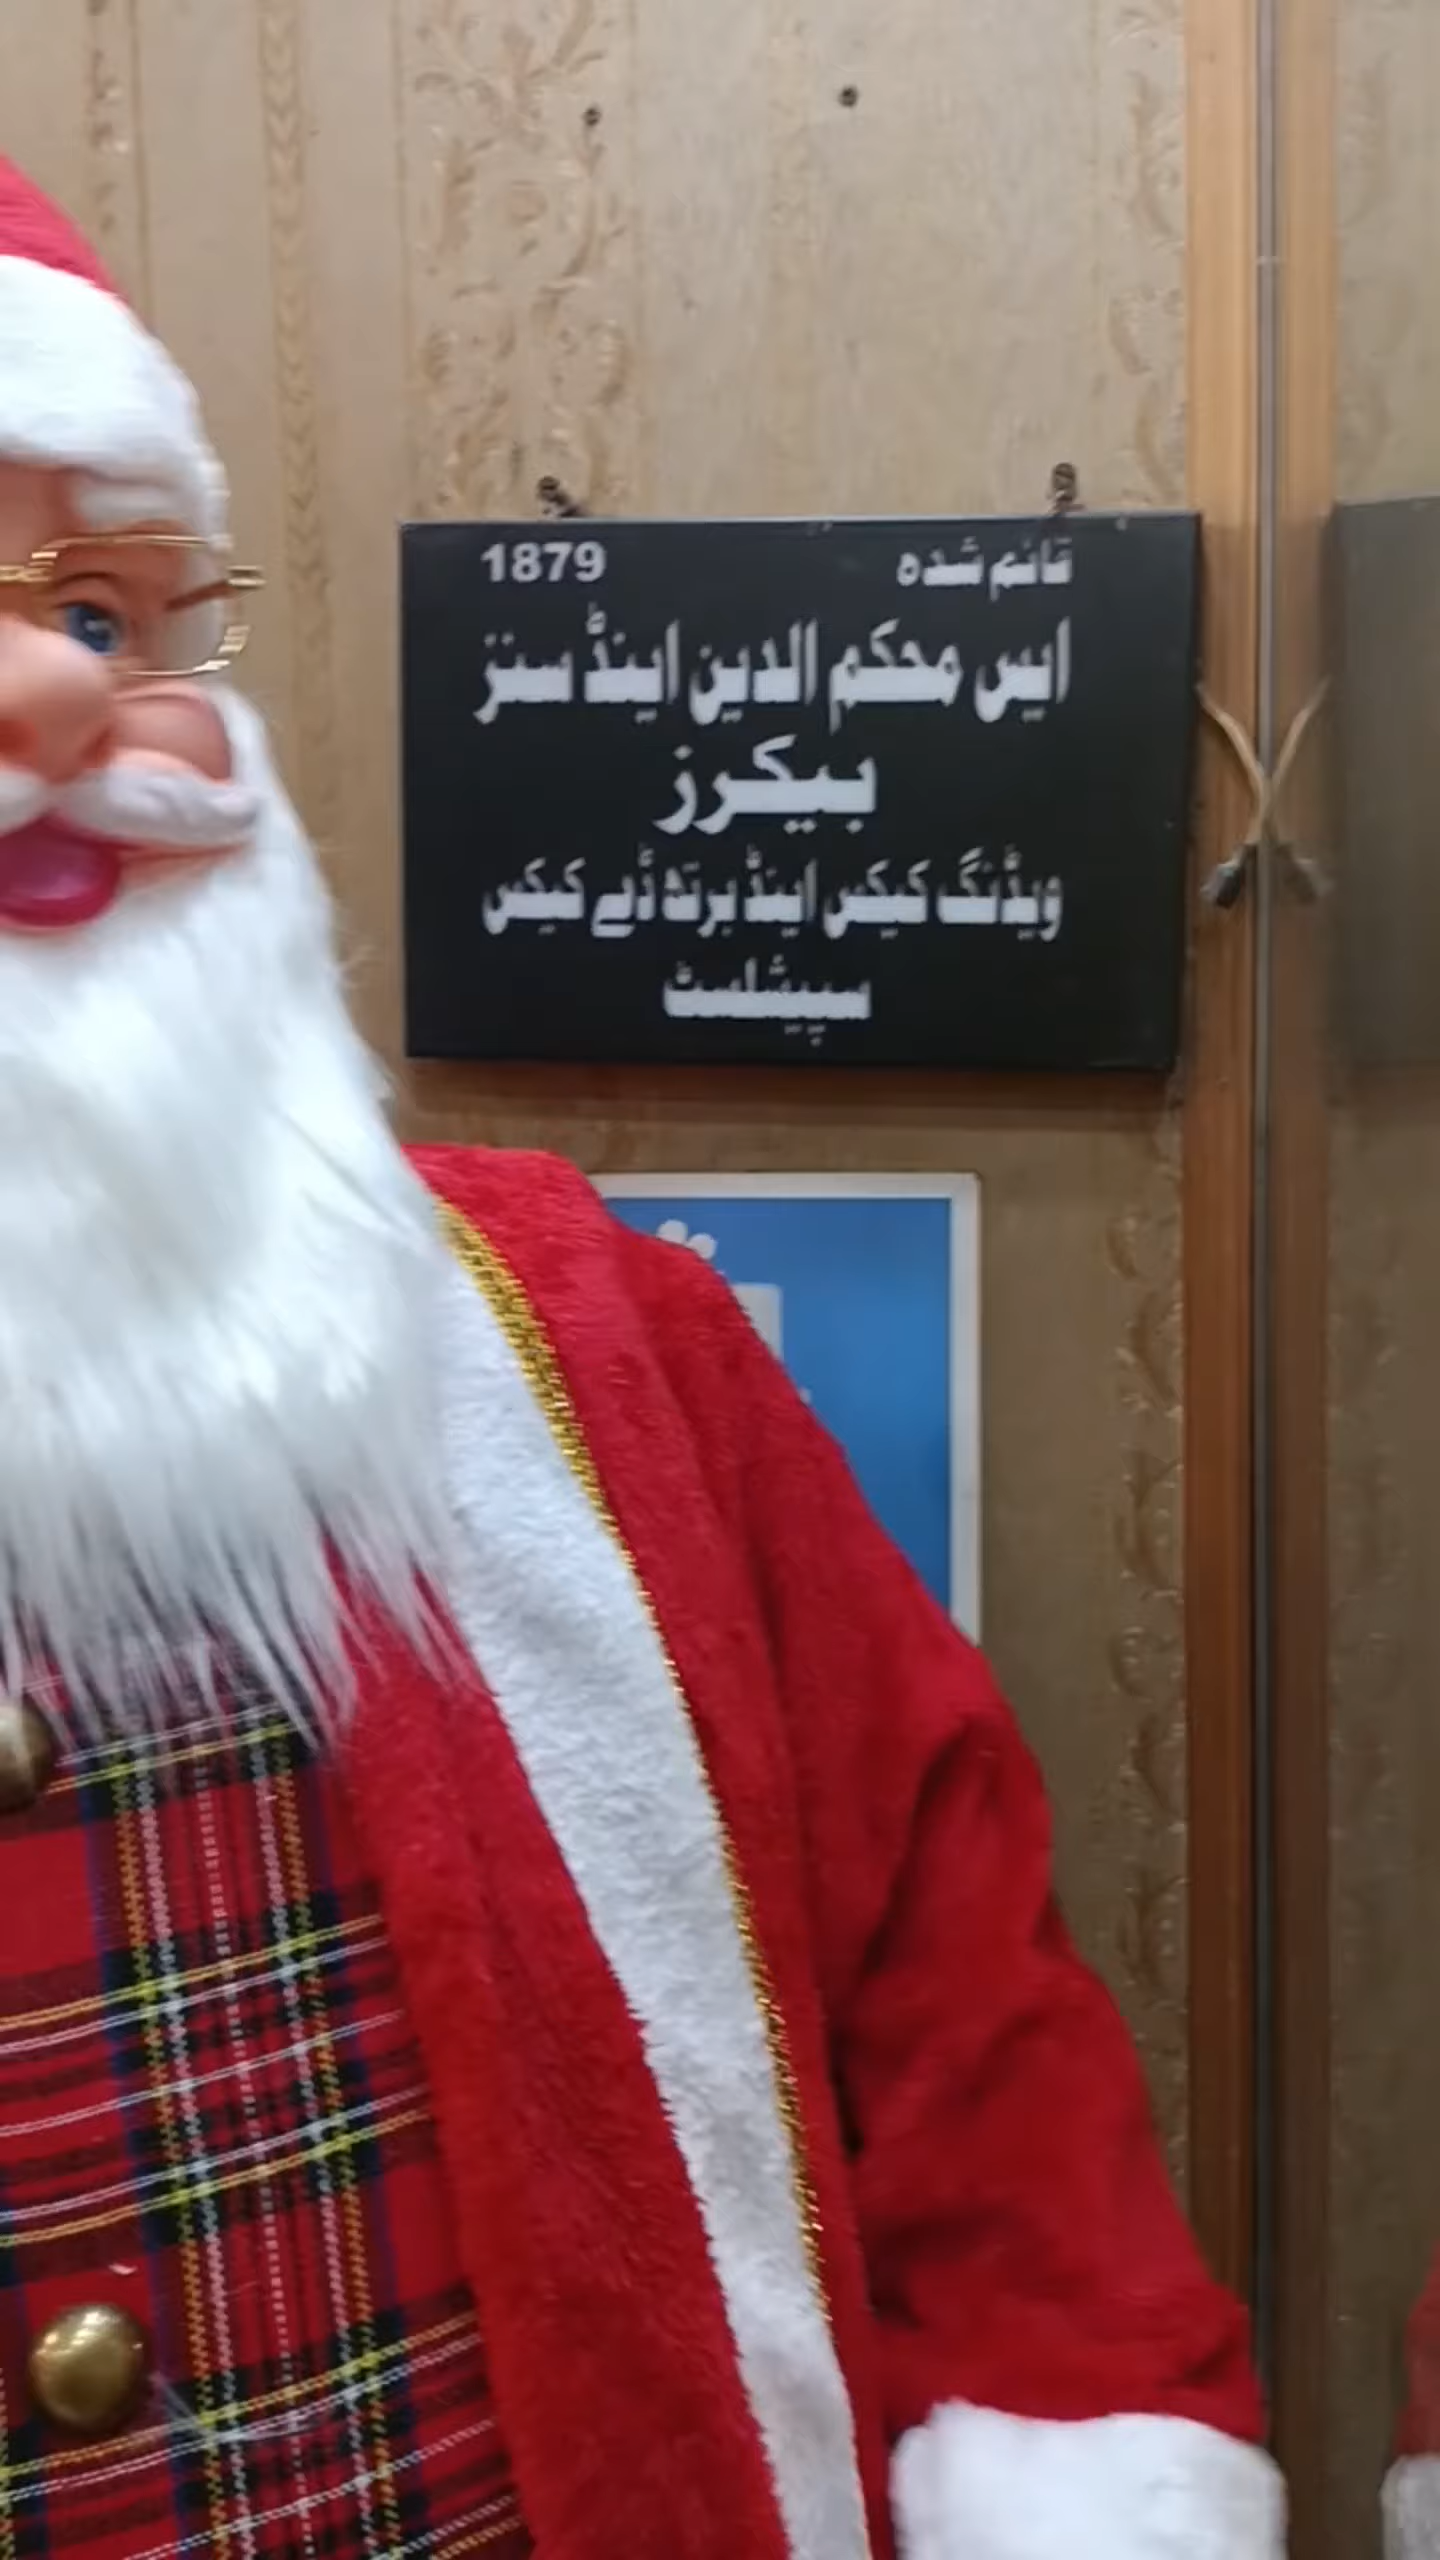 قائم شدہ 1879
ایس محکم الدین اینڈ سنز
بیکرز
ویڈنگ کیکس اینڈ برتھ ڈے کیکس
سپیشلسٹ